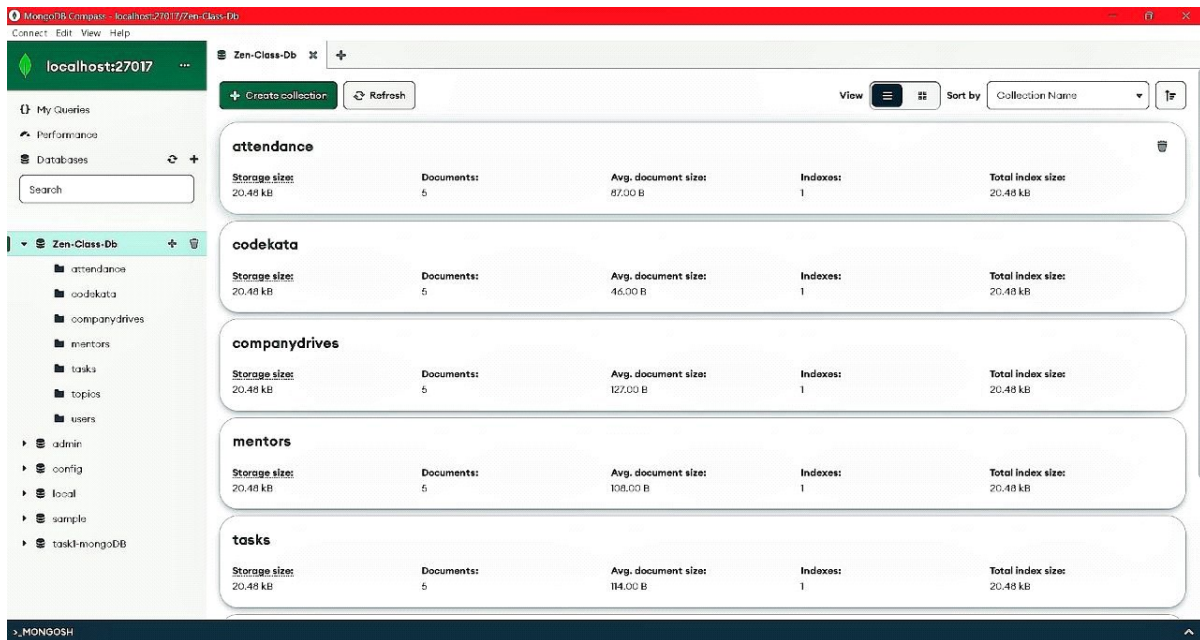 MongoDB Compass - localhost:27017/Zen-Class-Db
Connect Edit View Help
localhost:27017 ...
{} My Queries
Performance
Databases
Search
Zen-Class-Db
attendance
codekata
companydrives
mentors
tasks
topics
users
admin
config
local
sample
task1-mongoDB
Zen-Class-Db
Create collection Refresh View Sort by Collection Name
attendance
Storage size: Documents: Avg. document size: Indexes: Total index size:
20.48 kB 5 87.00 B 1 20.48 kB
codekata
Storage size: Documents: Avg. document size: Indexes: Total index size:
20.48 kB 5 46.00 B 1 20.48 kB
companydrives
Storage size: Documents: Avg. document size: Indexes: Total index size:
20.48 kB 5 127.00 B 1 20.48 kB
mentors
Storage size: Documents: Avg. document size: Indexes: Total index size:
20.48 kB 5 108.00 B 1 20.48 kB
tasks
Storage size: Documents: Avg. document size: Indexes: Total index size:
20.48 kB 5 114.00 B 1 20.48 kB
>_MONGOSH